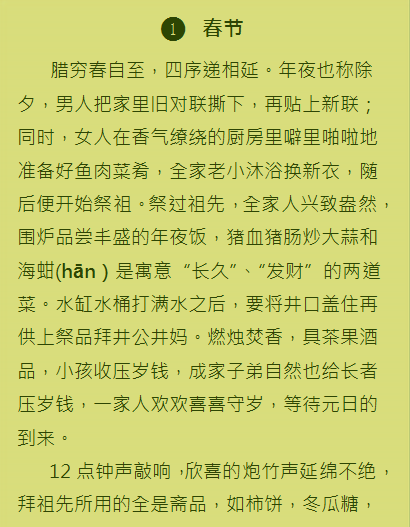 1 春节
腊穷春自至，四序递相延。年夜也称除
夕，男人把家里旧对联撕下，再贴上新联；
同时，女人在香气缭绕的厨房里噼里啪啦地
准备好鱼肉菜肴，全家老小沐浴换新衣，随
后便开始祭祖。祭过祖先，全家人兴致盎然，
围炉品尝丰盛的年夜饭，猪血猪肠炒大蒜和
海蚶(hān ) 是寓意“长久”、“发财” 的两道
菜。水缸水桶打满水之后，要将井口盖住再
供上祭品拜井公井妈。燃烛焚香，具茶果酒
品，小孩收压岁钱，成家子弟自然也给长者
压岁钱，一家人欢欢喜喜守岁，等待元日的
到来。
12 点钟声敲响，欣喜的炮竹声延绵不绝，
拜祖先所用的全是斋品，如柿饼，冬瓜糖，